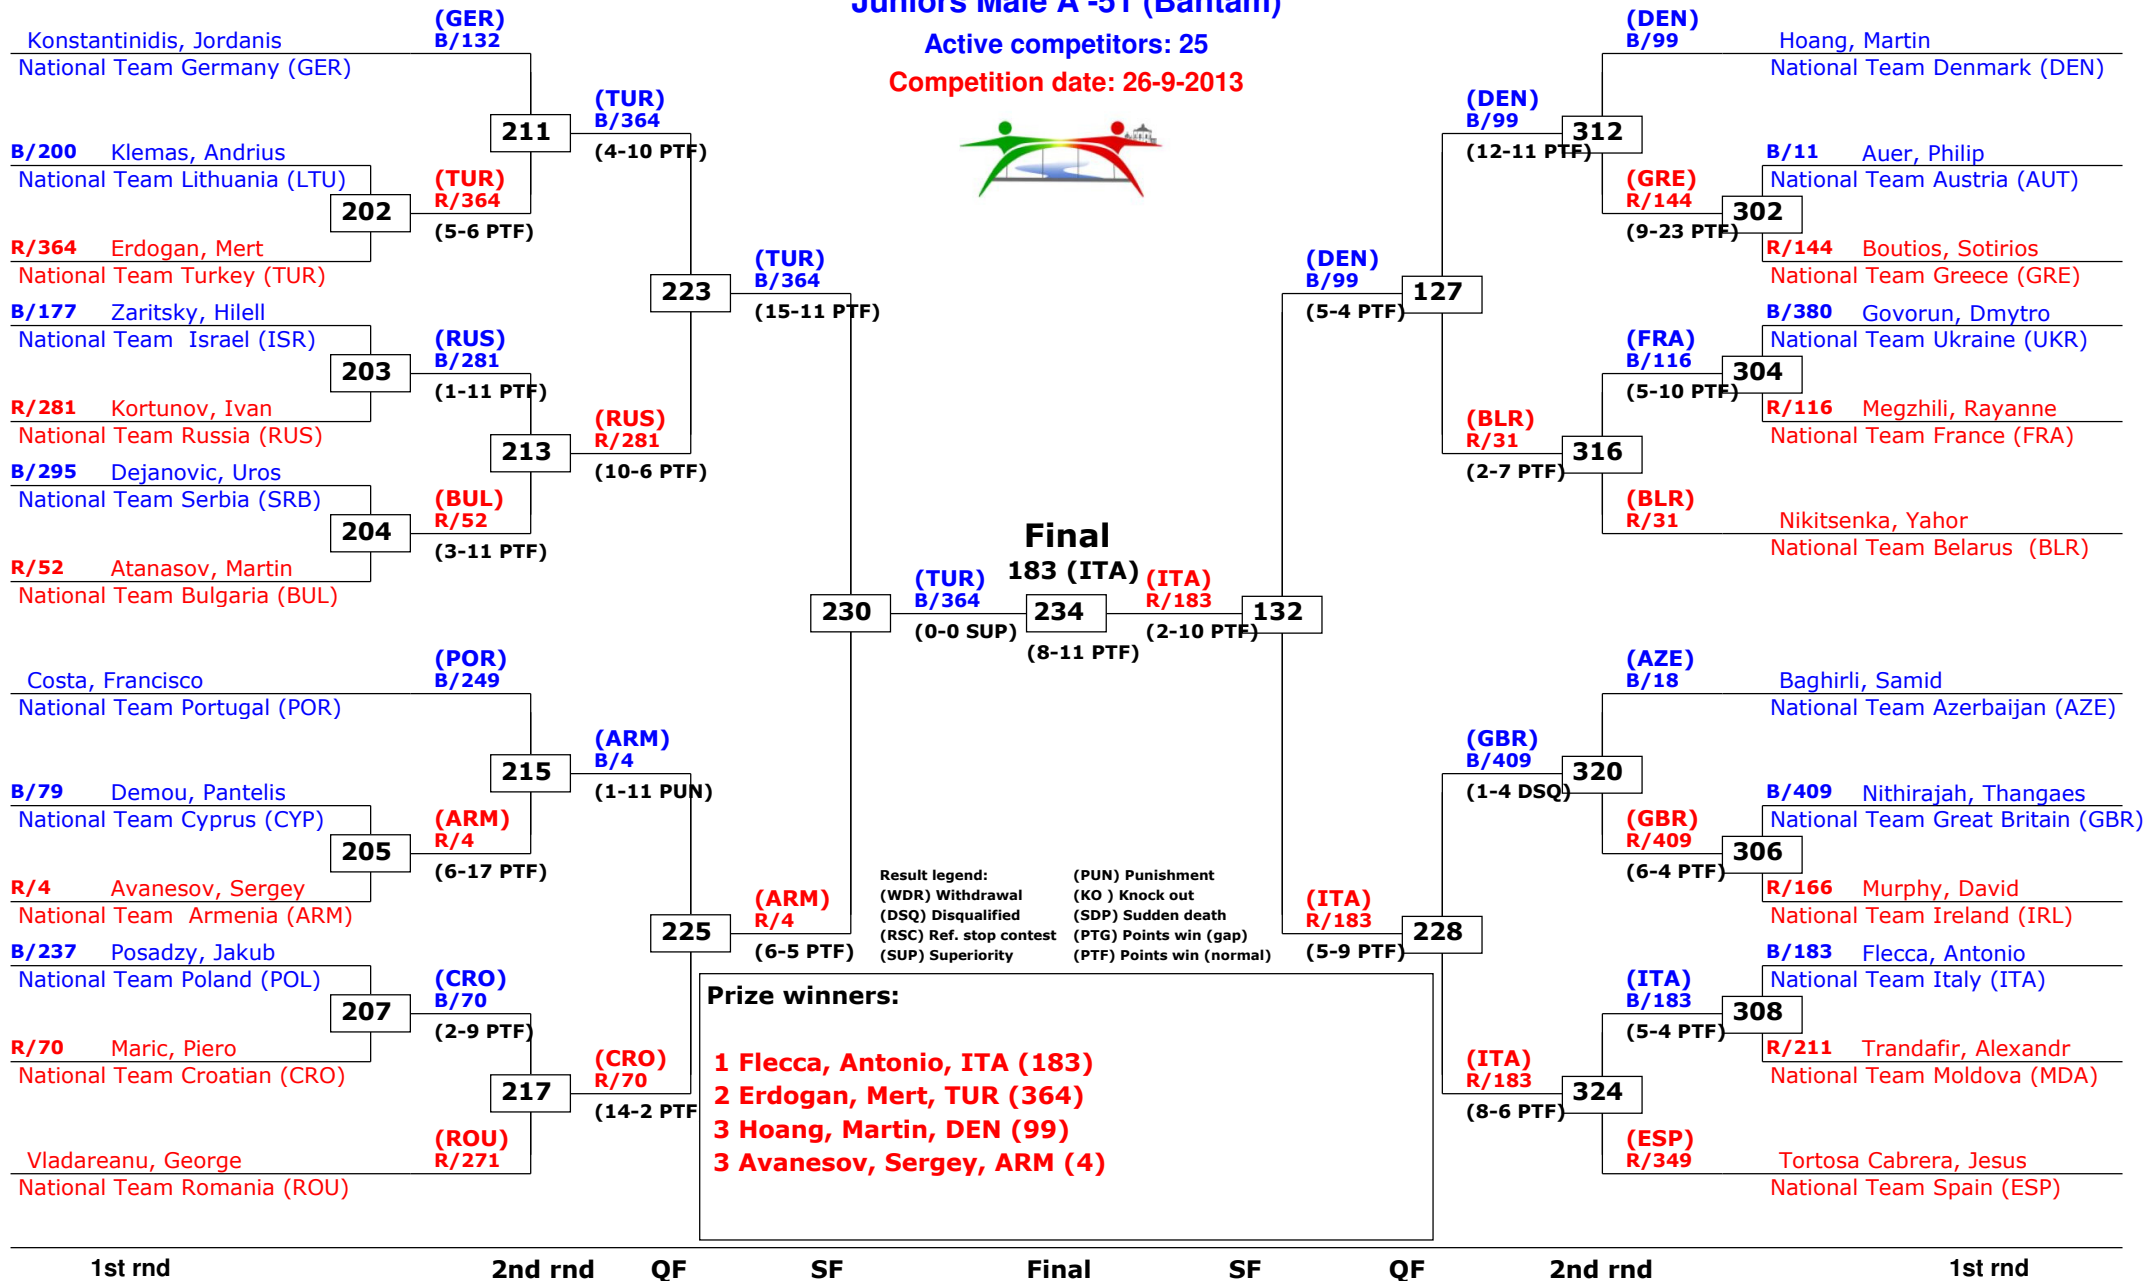 Juniors Male A -51 (Bantam)
Active competitors: 25
Competition date: 26-9-2013
(GER)
B/132
Konstantinidis, Jordanis
National Team Germany (GER)
211
(TUR)
B/364
(4-10 PTF)
B/200 Klemas, Andrius
National Team Lithuania (LTU)
202
(TUR)
R/364
(5-6 PTF)
R/364 Erdogan, Mert
National Team Turkey (TUR)
223
(TUR)
B/364
(15-11 PTF)
B/177 Zaritsky, Hilell
National Team  Israel (ISR)
203
(RUS)
B/281
(1-11 PTF)
R/281 Kortunov, Ivan
National Team Russia (RUS)
213
(RUS)
R/281
(10-6 PTF)
B/295 Dejanovic, Uros
National Team Serbia (SRB)
204
(BUL)
R/52
(3-11 PTF)
R/52 Atanasov, Martin
National Team Bulgaria (BUL)
230
(TUR)
B/364
(0-0 SUP)
(POR)
B/249
Costa, Francisco
National Team Portugal (POR)
215
(ARM)
B/4
(1-11 PUN)
B/79 Demou, Pantelis
National Team Cyprus (CYP)
205
(ARM)
R/4
(6-17 PTF)
R/4 Avanesov, Sergey
National Team  Armenia (ARM)
225
(ARM)
R/4
(6-5 PTF)
B/237 Posadzy, Jakub
National Team Poland (POL)
207
(CRO)
B/70
(2-9 PTF)
R/70 Maric, Piero
National Team Croatian (CRO)
217
(CRO)
R/70
(14-2 PTF
(ROU)
R/271
Vladareanu, George
National Team Romania (ROU)
Final
183 (ITA)
234
(8-11 PTF)
(DEN)
B/99
Hoang, Martin
National Team Denmark (DEN)
(DEN)
B/99
(12-11 PTF)
312
B/11 Auer, Philip
National Team Austria (AUT)
(GRE)
R/144
(9-23 PTF)
302
R/144 Boutios, Sotirios
National Team Greece (GRE)
(DEN)
B/99
(5-4 PTF)
127
B/380 Govorun, Dmytro
National Team Ukraine (UKR)
(FRA)
B/116
(5-10 PTF)
304
R/116 Megzhili, Rayanne
National Team France (FRA)
(BLR)
R/31
(2-7 PTF)
316
(BLR)
R/31
Nikitsenka, Yahor
National Team Belarus  (BLR)
(ITA)
R/183
(2-10 PTF)
132
(AZE)
B/18
Baghirli, Samid
National Team Azerbaijan (AZE)
(GBR)
B/409
(1-4 DSQ)
320
B/409 Nithirajah, Thangaes
National Team Great Britain (GBR)
(GBR)
R/409
(6-4 PTF)
306
R/166 Murphy, David
National Team Ireland (IRL)
(ITA)
R/183
(5-9 PTF)
228
B/183 Flecca, Antonio
National Team Italy (ITA)
(ITA)
B/183
(5-4 PTF)
308
R/211 Trandafir, Alexandr
National Team Moldova (MDA)
(ITA)
R/183
(8-6 PTF)
324
(ESP)
R/349
Tortosa Cabrera, Jesus
National Team Spain (ESP)
Result legend: (PUN) Punishment
(WDR) Withdrawal (KO ) Knock out
(DSQ) Disqualified (SDP) Sudden death
(RSC) Ref. stop contest (PTG) Points win (gap)
(SUP) Superiority (PTF) Points win (normal)
Prize winners:
1 Flecca, Antonio, ITA (183)
2 Erdogan, Mert, TUR (364)
3 Hoang, Martin, DEN (99)
3 Avanesov, Sergey, ARM (4)
1st rnd 2nd rnd QF SF Final SF QF 2nd rnd 1st rnd